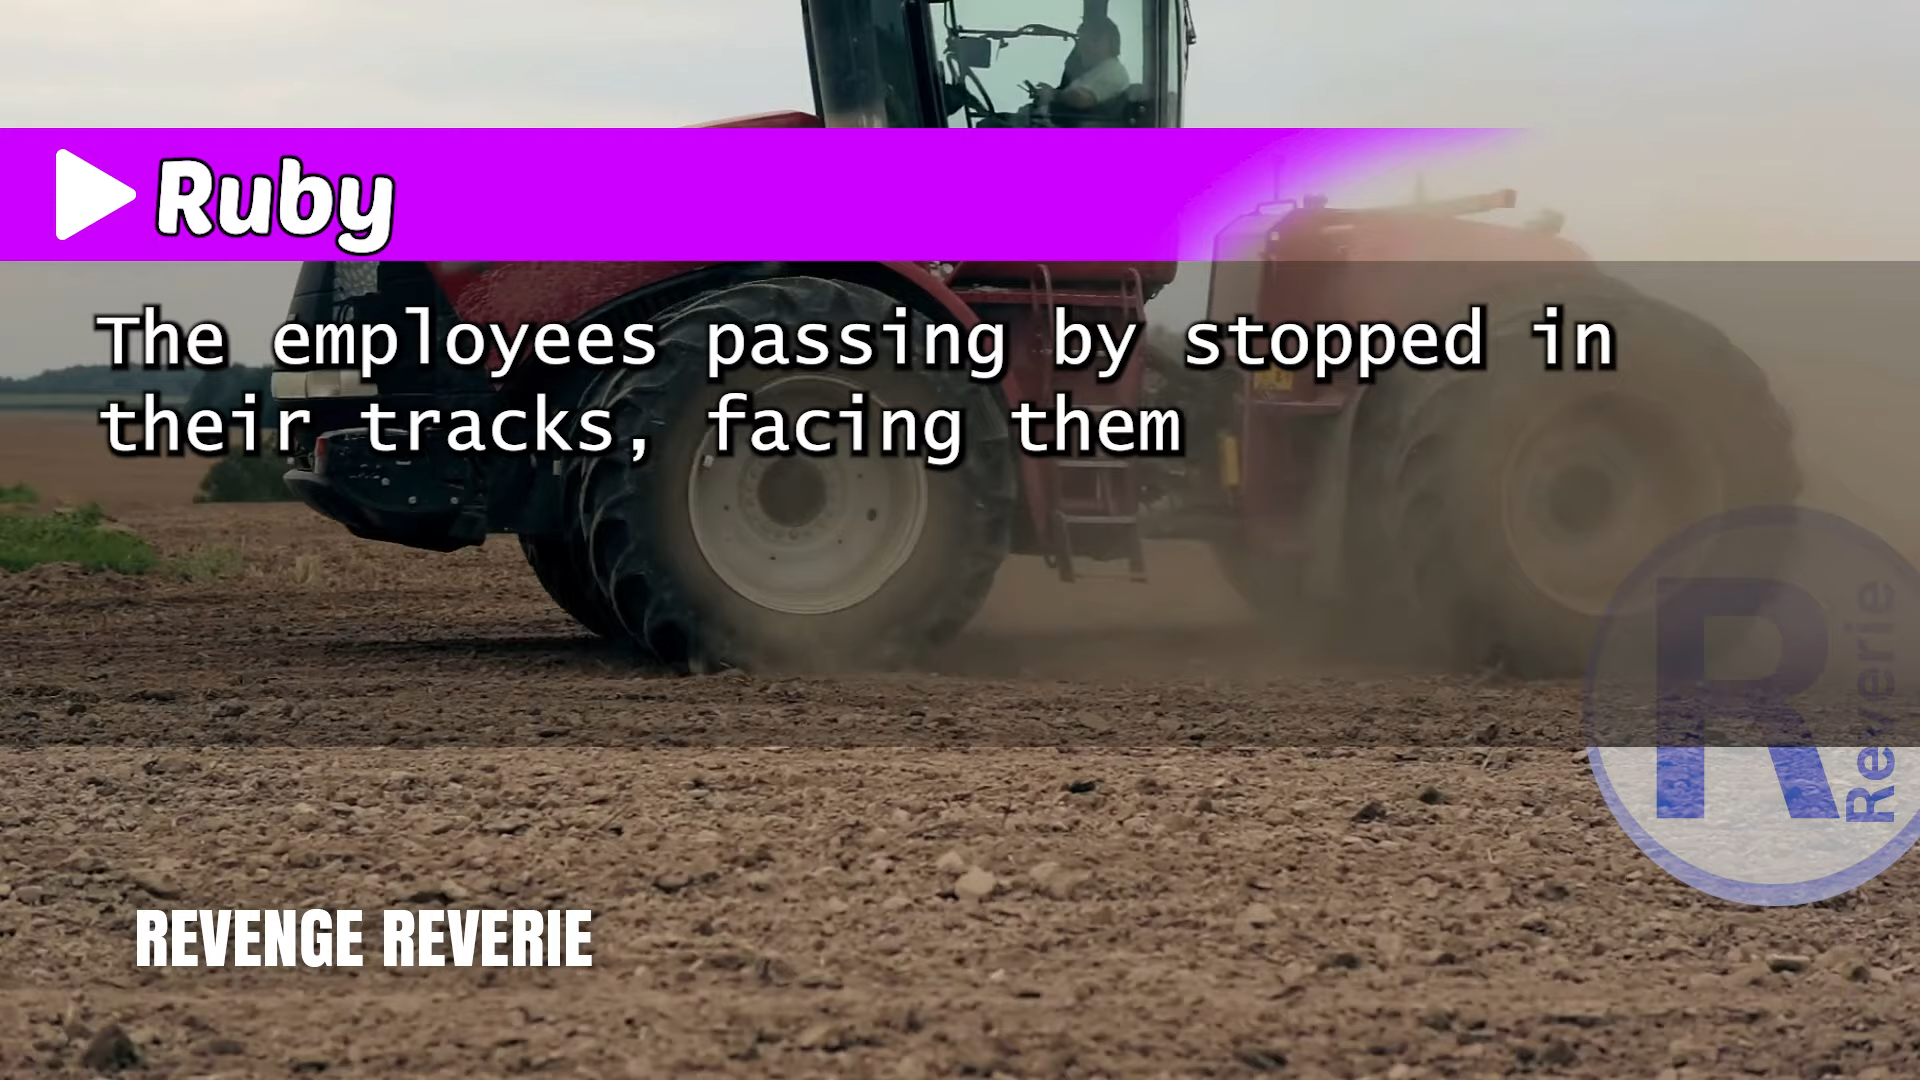 Ruby
The employees passing by stopped in
their tracks, facing them
R
Reverie
REVENGE REVERIE